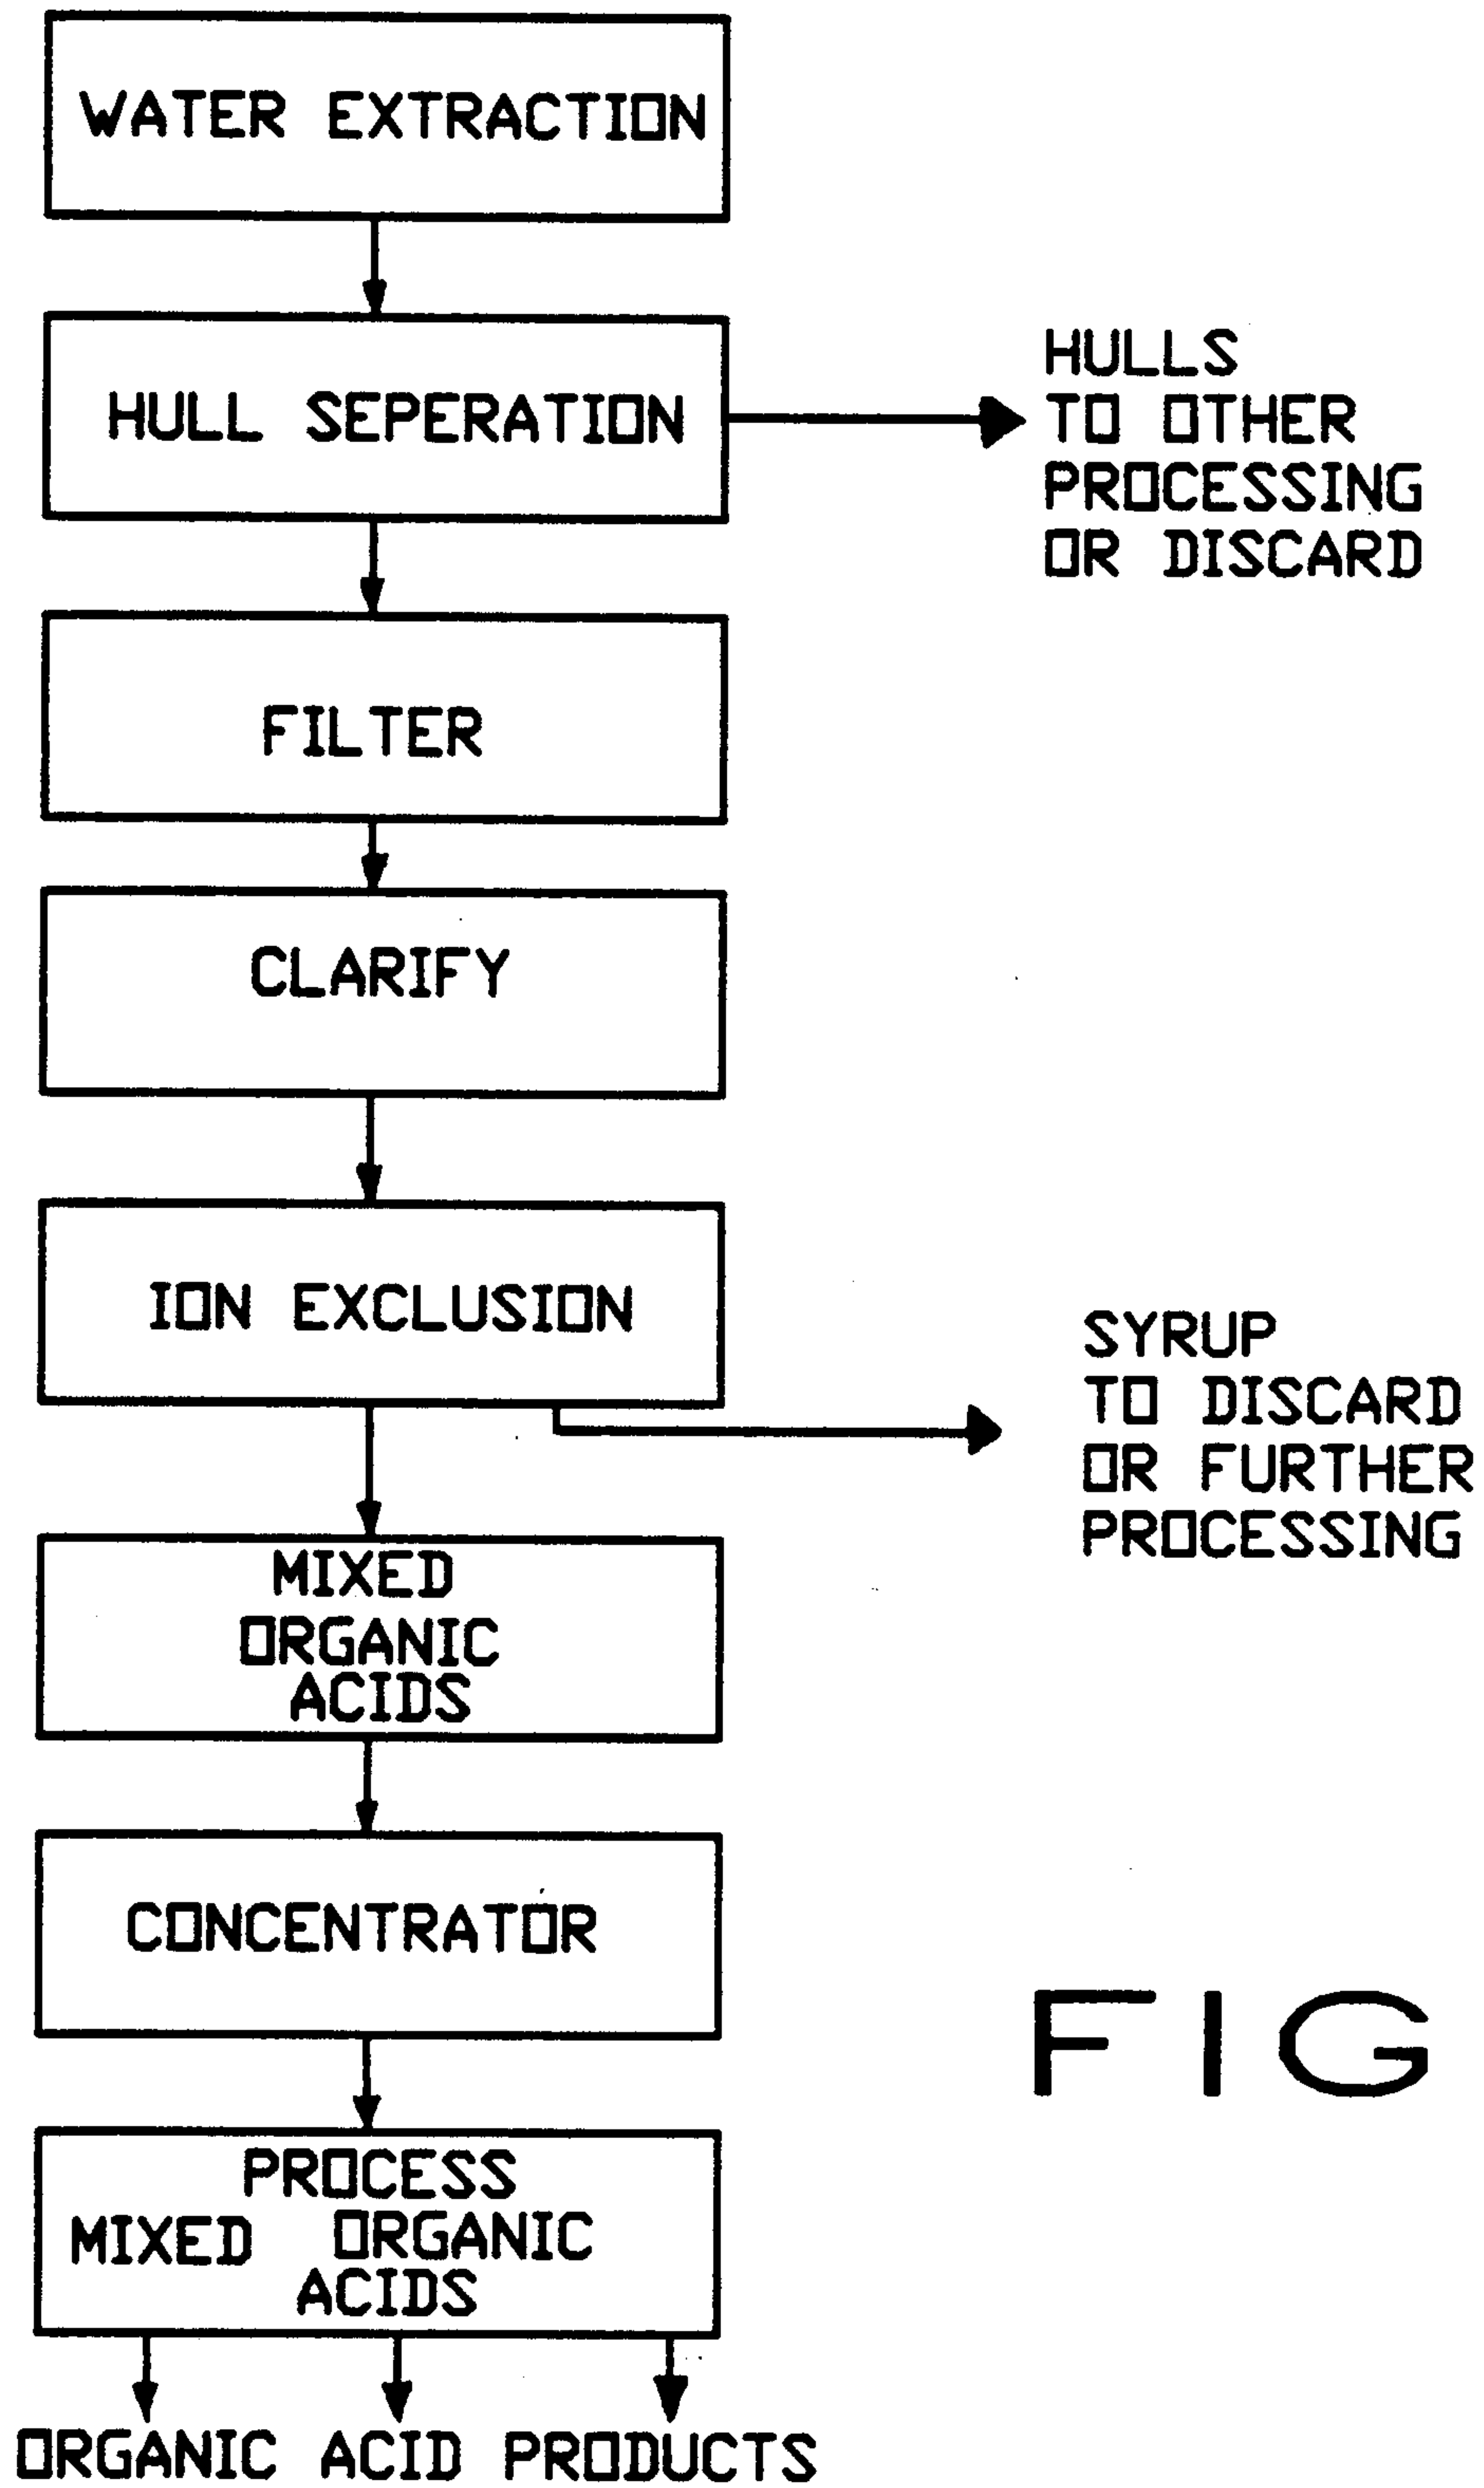 WATER EXTRACTION
HULL SEPERATION
HULLS
TO OTHER
PROCESSING
OR DISCARD
FILTER
CLARIFY
ION EXCLUSION
SYRUP
TO DISCARD
OR FURTHER
PROCESSING
MIXED
ORGANIC
ACIDS
CONCENTRATOR
FIG
PROCESS
MIXED ORGANIC
ACIDS
ORGANIC ACID PRODUCTS